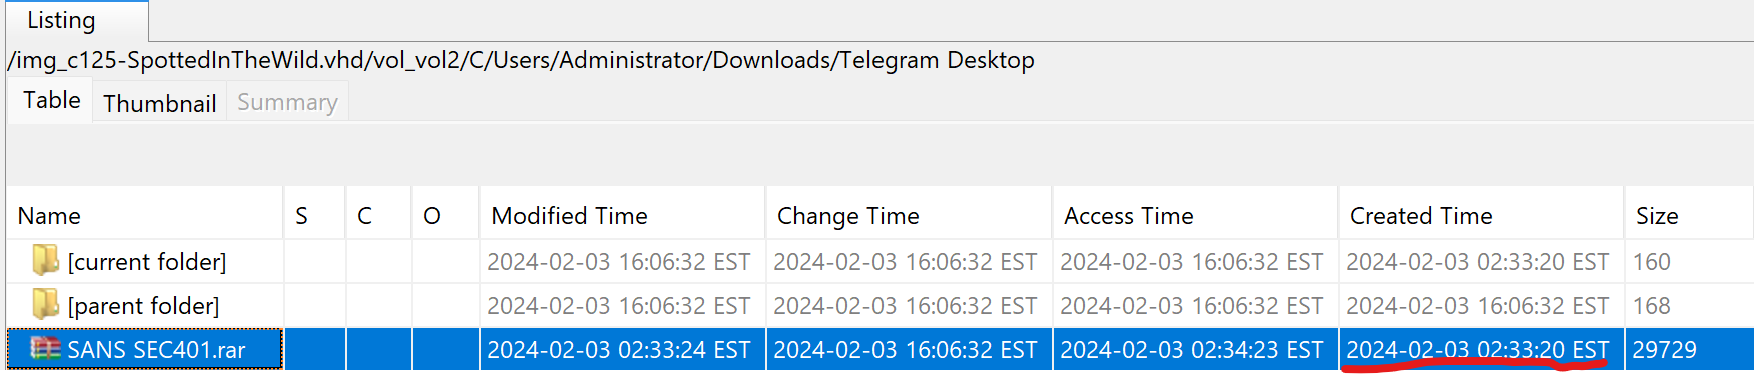 Listing
/img_c125-SpottedInTheWild.vhd/vol_vol2/C/Users/Administrator/Downloads/Telegram Desktop
Table Thumbnail Summary
Name S C O Modified Time Change Time Access Time Created Time Size
[current folder] 2024-02-03 16:06:32 EST 2024-02-03 16:06:32 EST 2024-02-03 16:06:32 EST 2024-02-03 02:33:20 EST 160
[parent folder] 2024-02-03 16:06:32 EST 2024-02-03 16:06:32 EST 2024-02-03 16:06:32 EST 2024-02-03 16:06:32 EST 168
SANS SEC401.rar 2024-02-03 02:33:24 EST 2024-02-03 16:06:32 EST 2024-02-03 02:34:23 EST 2024-02-03 02:33:20 EST 29729